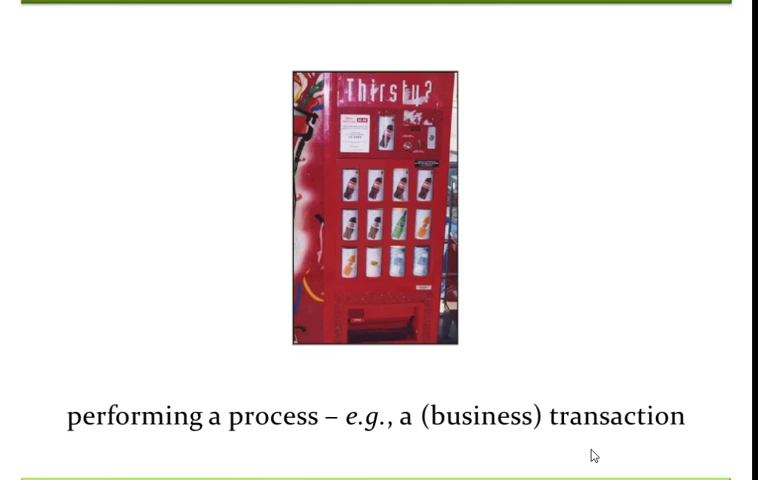 Thirsty?
performing a process – e.g., a (business) transaction